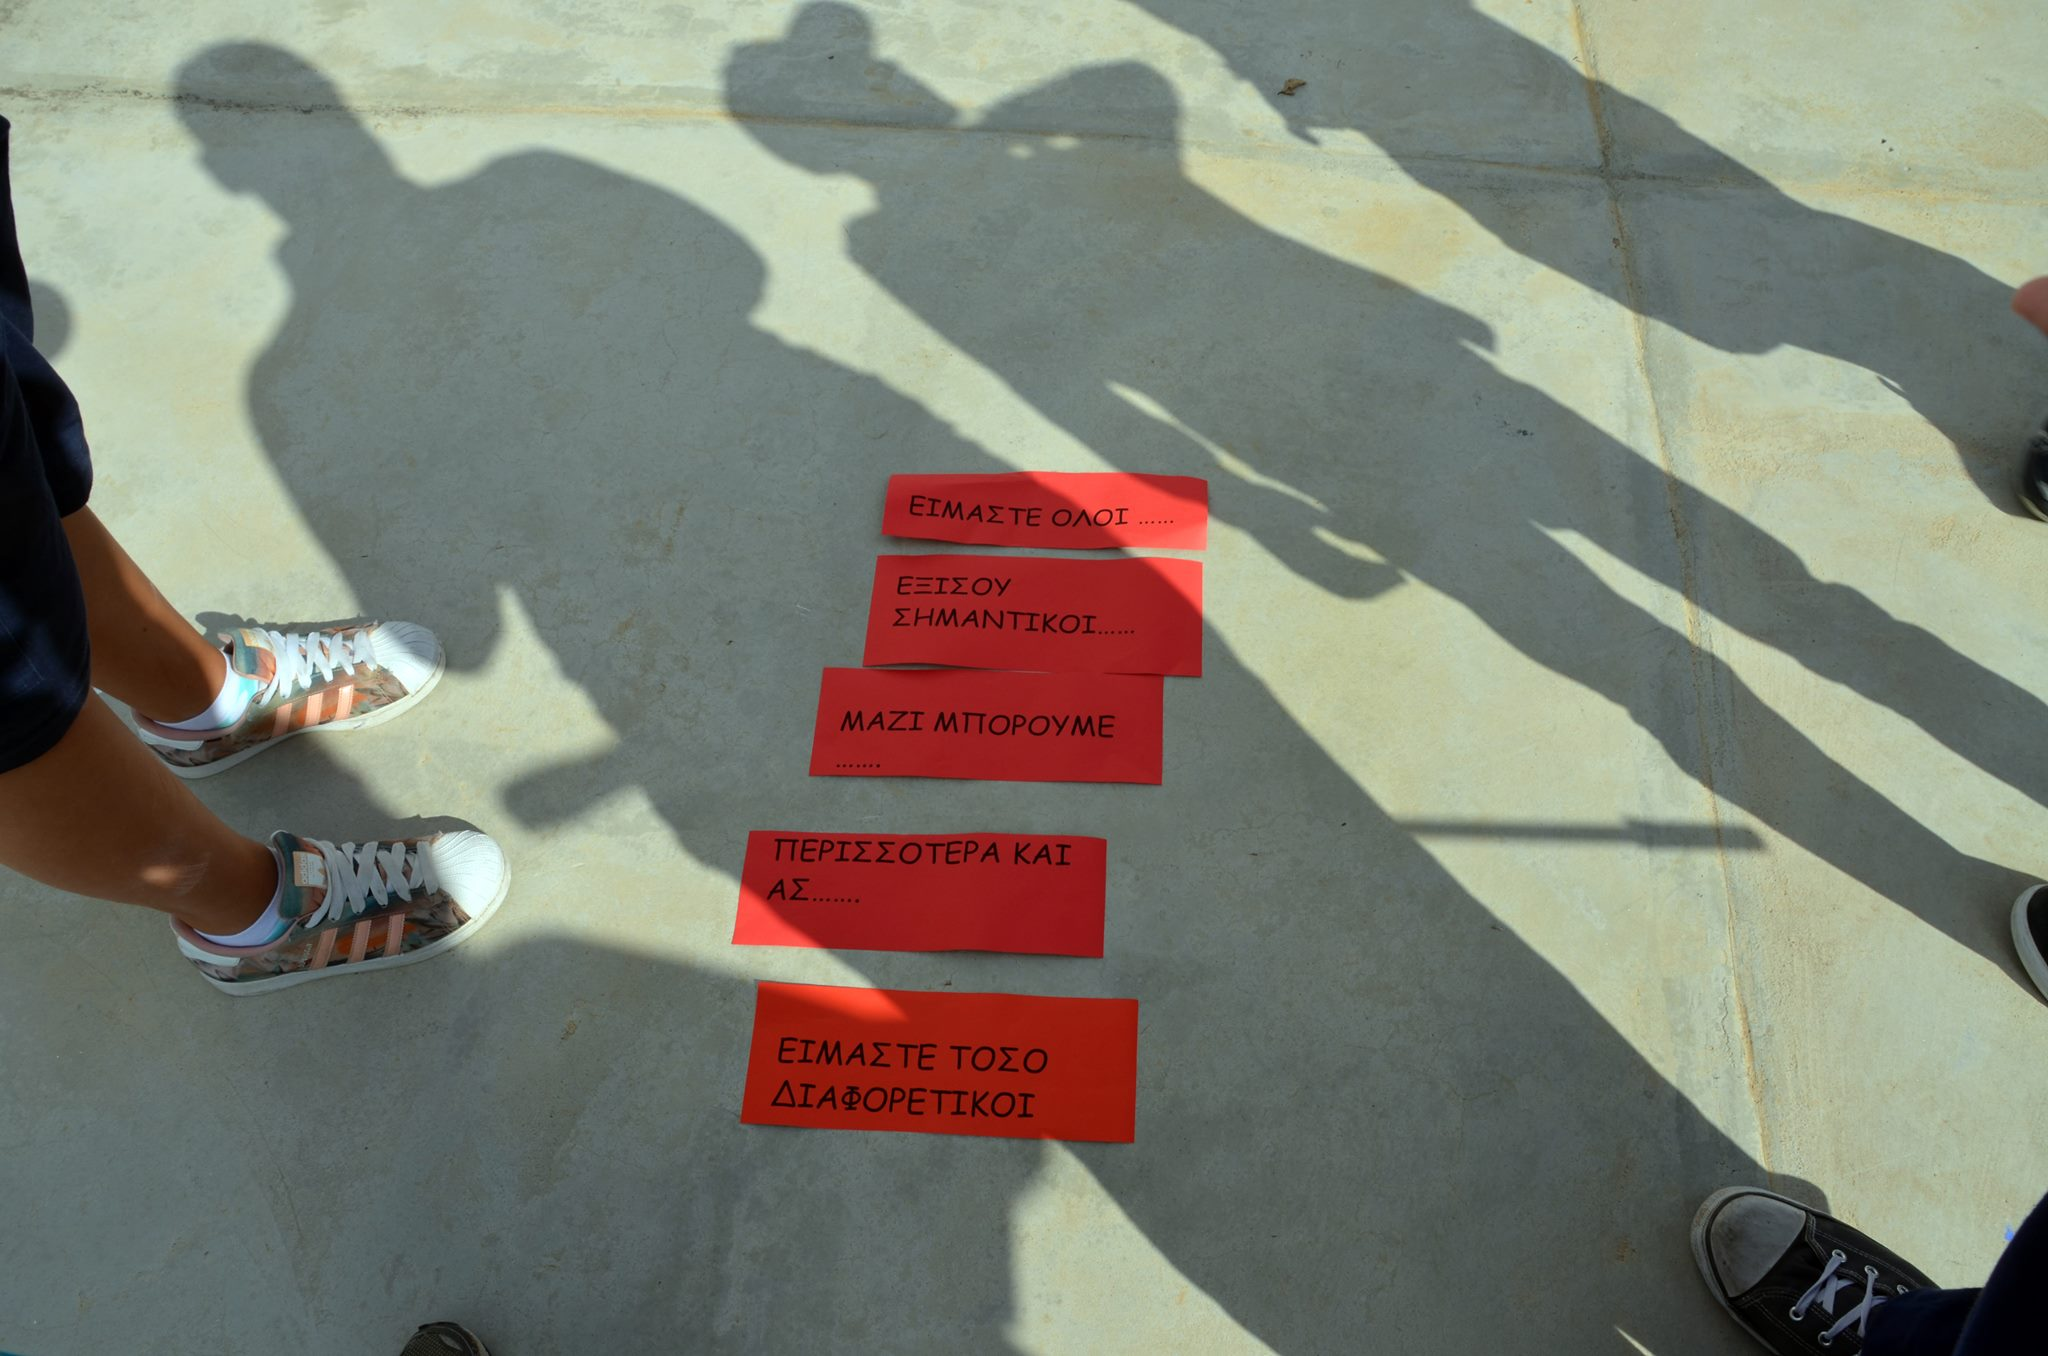 ΕΙΜΑΣΤΕ ΟΛΟΙ ……
ΕΞΙΣΟΥ
ΣΗΜΑΝΤΙΚΟΙ……
ΜΑΖΙ ΜΠΟΡΟΥΜΕ
…….
ΠΕΡΙΣΣΟΤΕΡΑ ΚΑΙ
ΑΣ…….
ΕΙΜΑΣΤΕ ΤΟΣΟ
ΔΙΑΦΟΡΕΤΙΚΟΙ